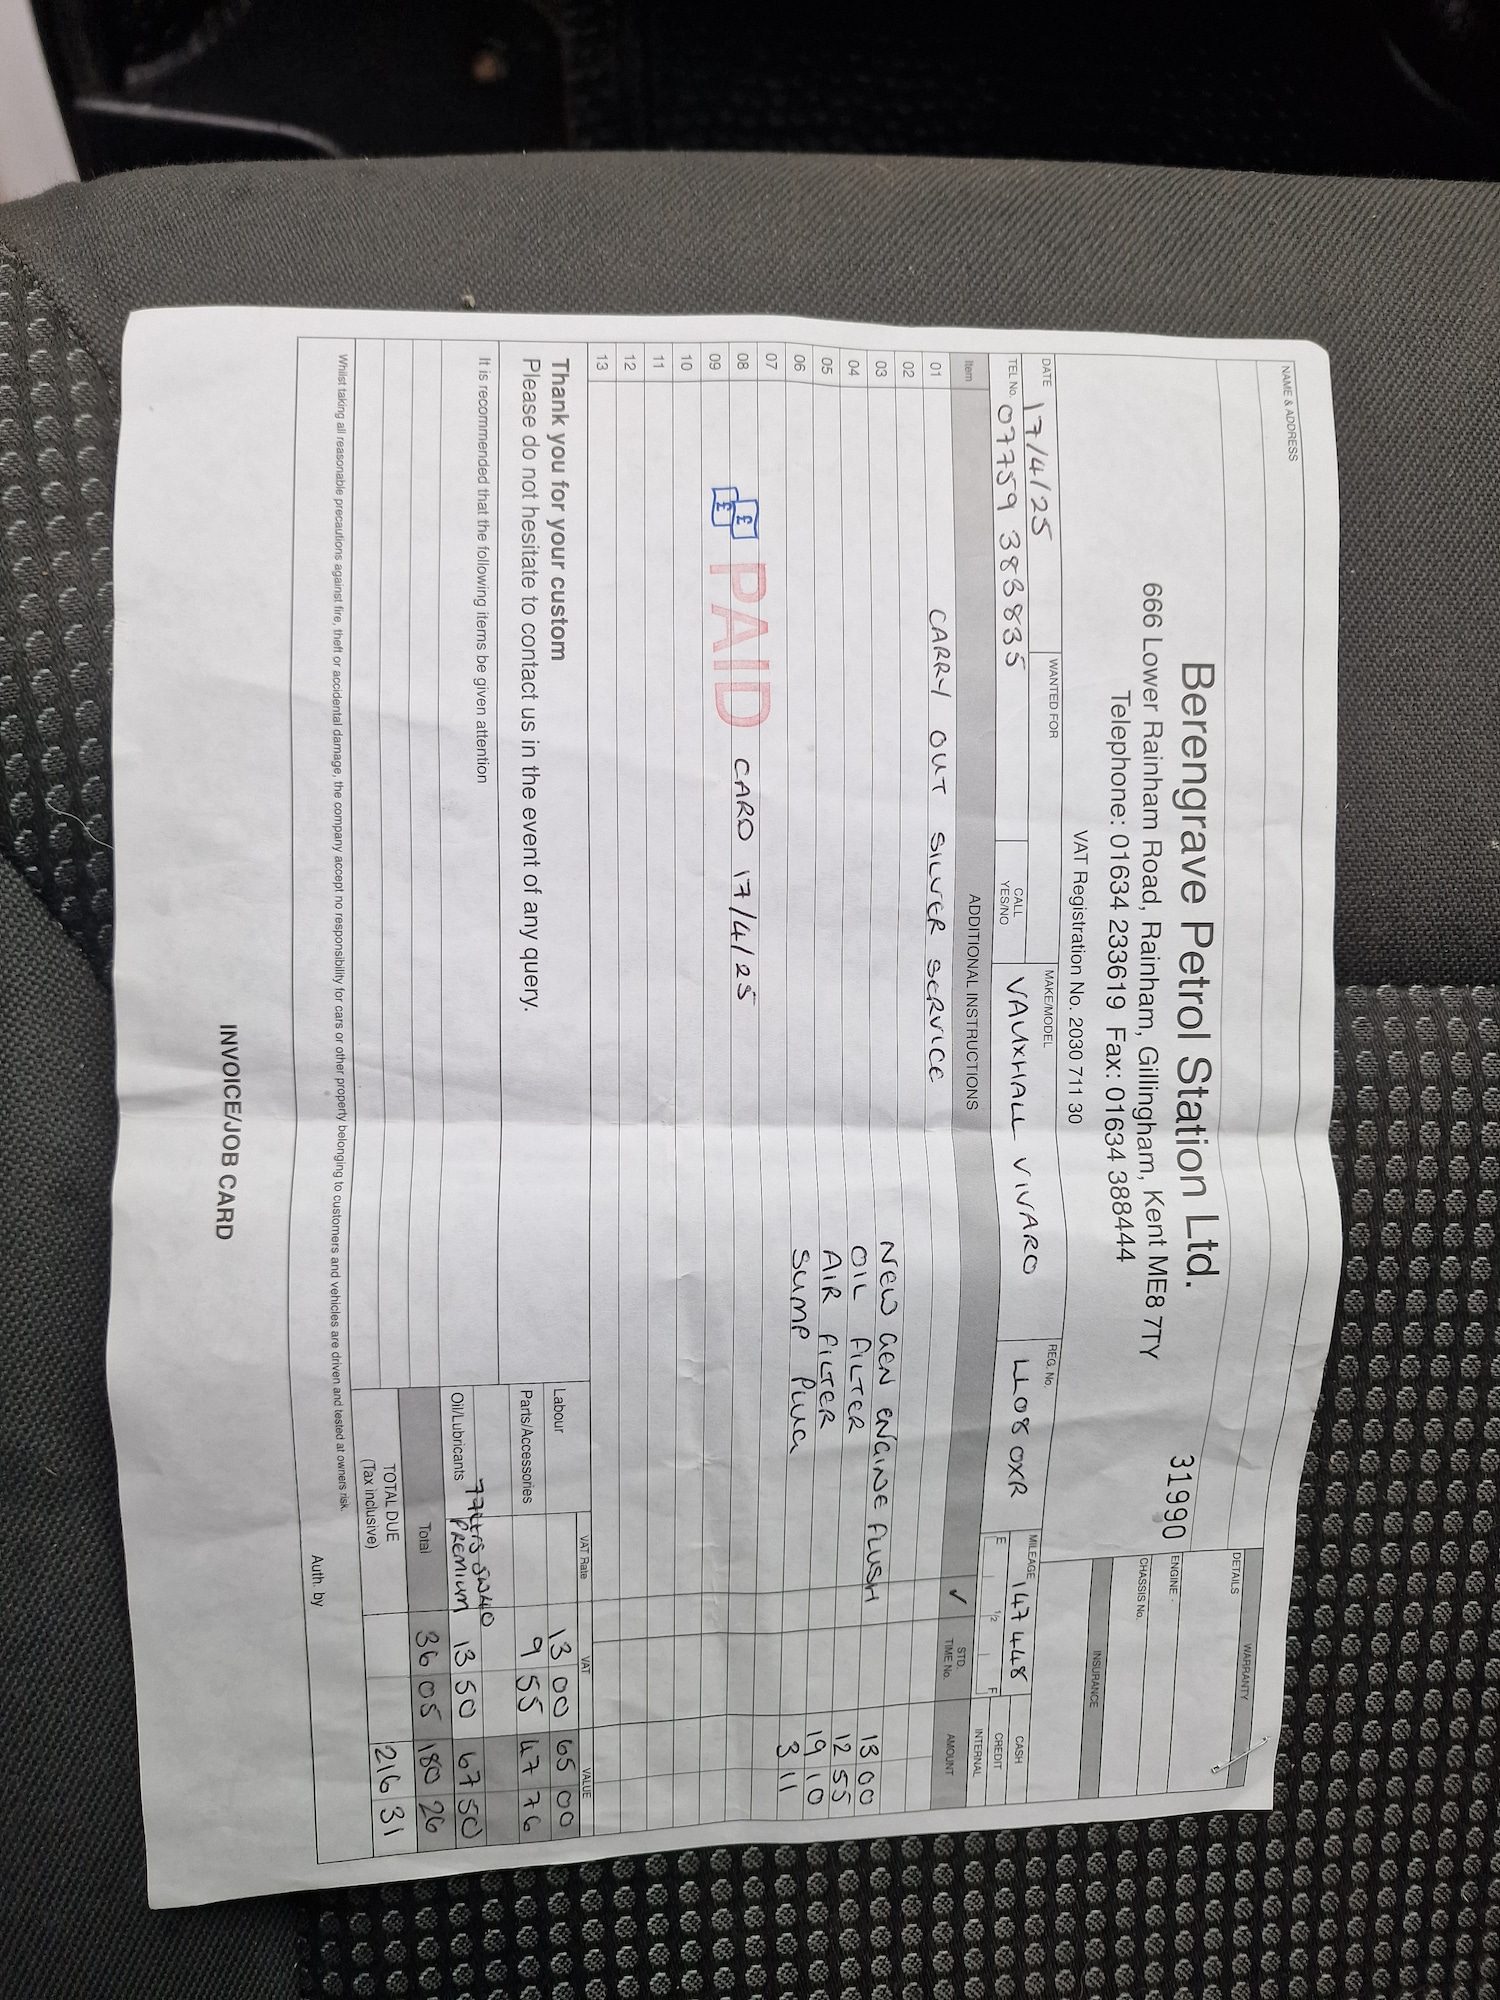 NAME & ADDRESS
Berengrave Petrol Station Ltd.
666 Lower Rainham Road, Rainham, Gillingham, Kent ME8 7TY
Telephone: 01634 233619 Fax: 01634 388444
VAT Registration No. 2030 711 30
31990
DETAILS WARRANTY
ENGINE
CHASSIS No.
INSURANCE
DATE 17/4/25 WANTED FOR CALL YES/NO MAKE/MODEL VAUXHALL VIVARO REG. No. LL08 OXR MILEAGE 147448 CASH
TEL No. 07759 383835 E 1/2 F CREDIT
INTERNAL
Item ADDITIONAL INSTRUCTIONS ✓ STD. TIME No. AMOUNT
01 CARRY OUT SILVER SERVICE
02
03 NEW GEN ENGINE FLUSH 13 00
04 OIL FILTER 12 55
05 AIR FILTER 19 10
06 SUMP PLUG 3 11
07
08 £ £ PAID CARD 17/4/25
09
10
11
12
13
VAT Rate VAT VALUE
Thank you for your custom Labour 13 00 65 00
Please do not hesitate to contact us in the event of any query. Parts/Accessories 9 55 47 76
It is recommended that the following items be given attention
Oil/Lubricants PREMIUM 13 50 67 50
Total 36 05 180 26
TOTAL DUE (Tax inclusive) 216 31
Whilst taking all reasonable precautions against fire, theft or accidental damage, the company accept no responsibility for cars or other property belonging to customers and vehicles are driven and tested at owners risk.
Auth. by
INVOICE/JOB CARD